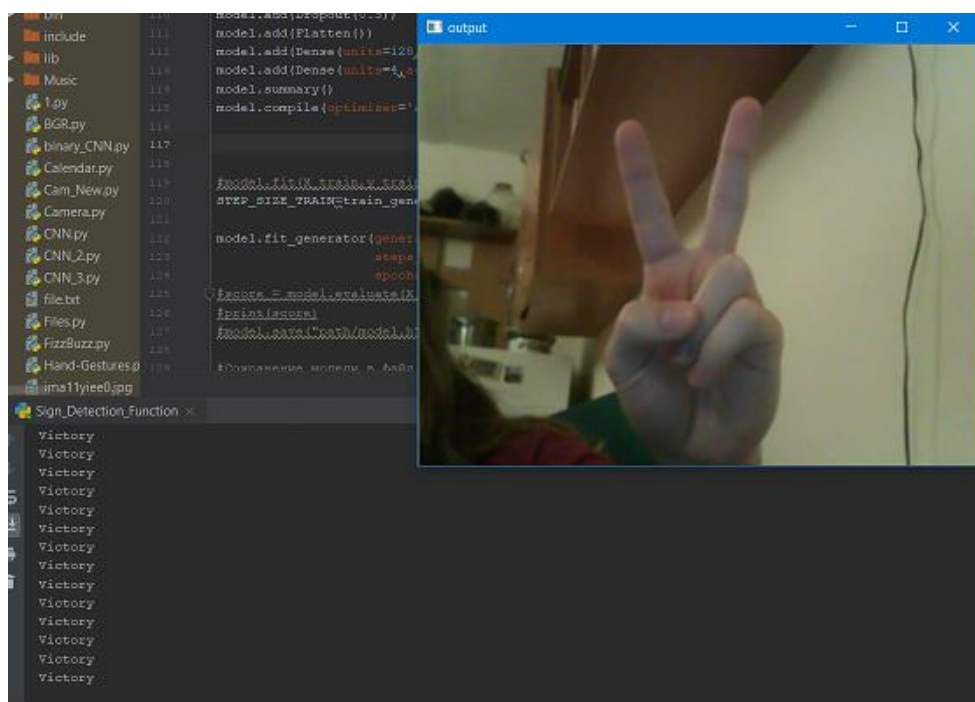 bin
include
lib
Music
1.py
BGR.py
binary_CNN.py
Calendar.py
Cam_New.py
Camera.py
CNN.py
CNN_2.py
CNN_3.py
file.txt
Files.py
FizzBuzz.py
Hand-Gestures.p
ima11yiee0.jpg
110 model.add(Dropout(0.5))
111 model.add(Flatten())
112 model.add(Dense(units=128,
113 model.add(Dense(units=4, a
114 model.summary()
115 model.compile(optimizer='
116
117
118
119 #model.fit(X_train,y_trai
120 STEP_SIZE_TRAIN=train_gen
121
122 model.fit_generator(gener
123 steps_
124 epoch
125 #score = model.evaluate(X
126 #print(score)
127 #model.save("path/model.h
128
129 #Сохранение модели в файл
output
Sign_Detection_Function
Victory
Victory
Victory
Victory
Victory
Victory
Victory
Victory
Victory
Victory
Victory
Victory
Victory
Victory